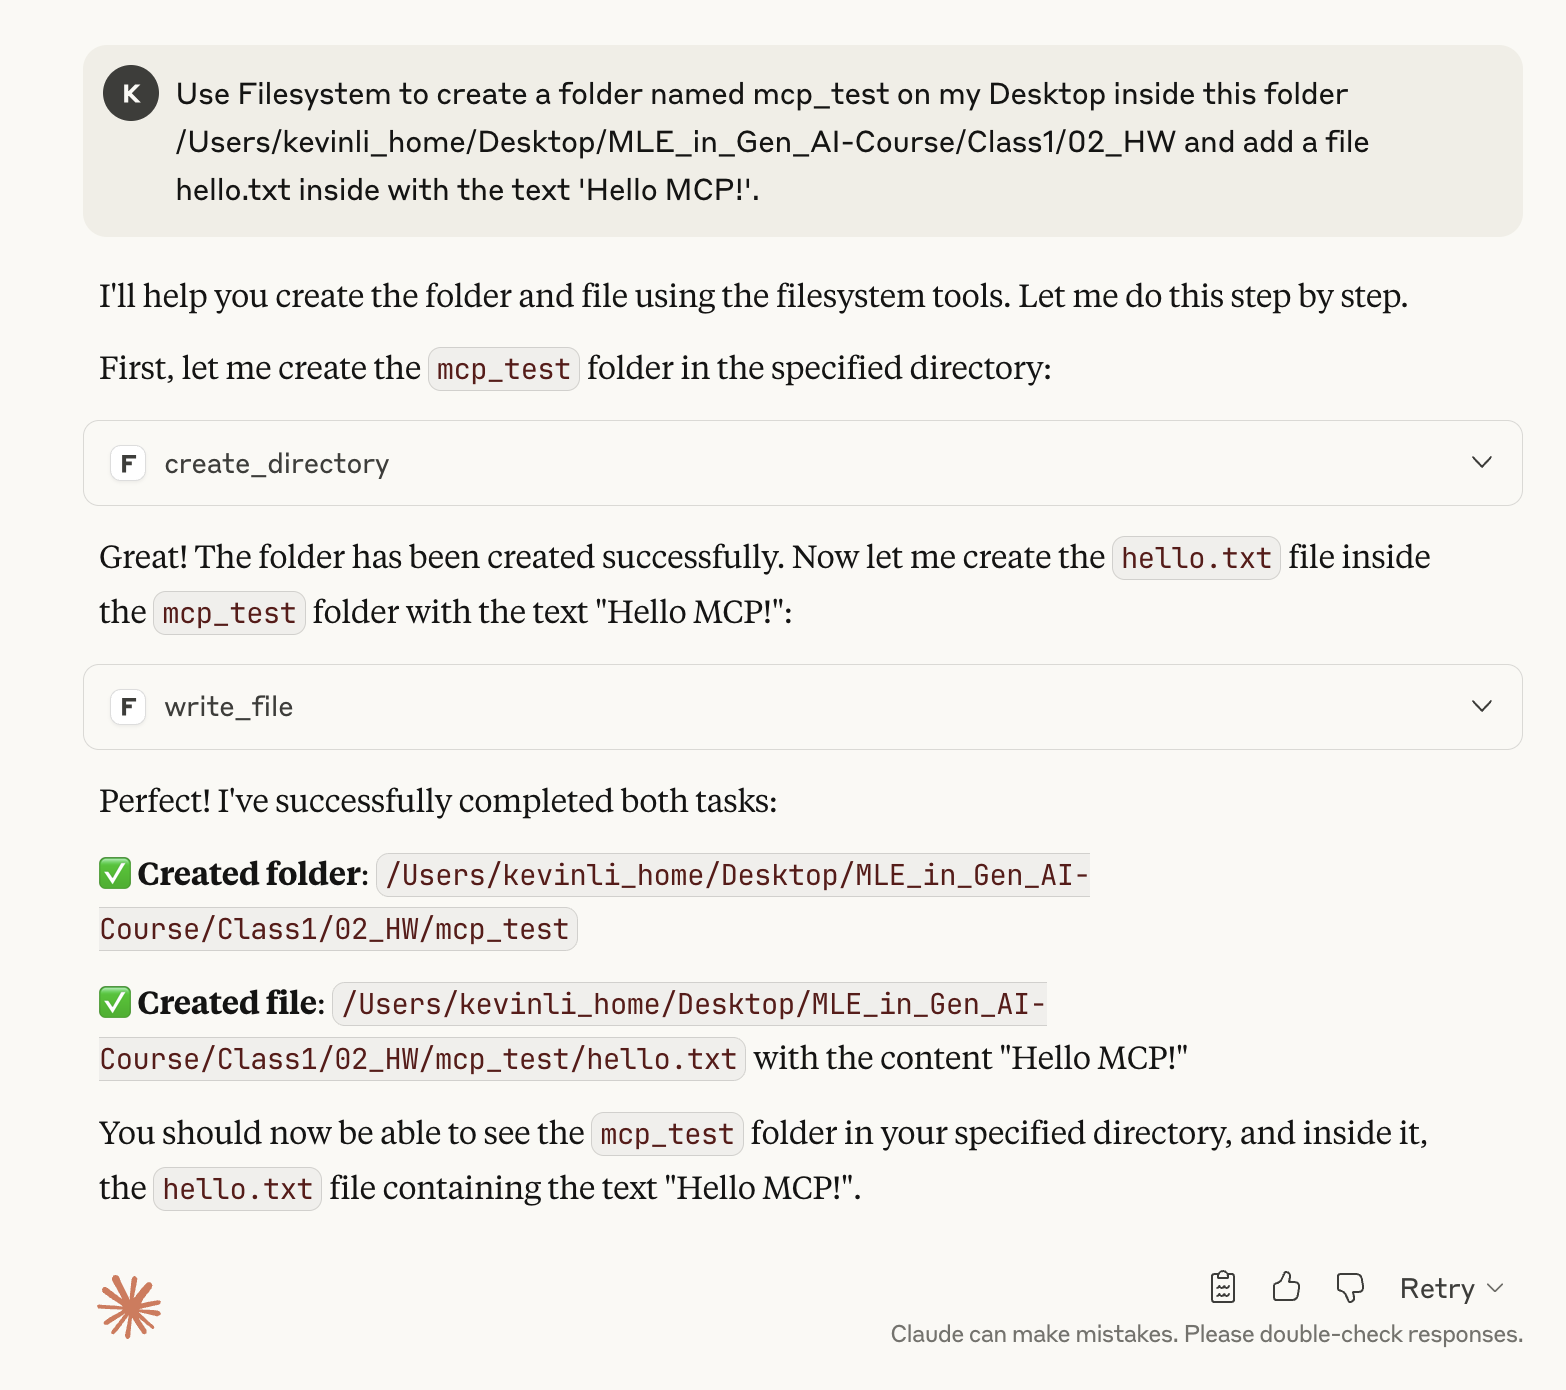 K
Use Filesystem to create a folder named mcp_test on my Desktop inside this folder
/Users/kevinli_home/Desktop/MLE_in_Gen_AI-Course/Class1/02_HW and add a file
hello.txt inside with the text 'Hello MCP!'.
I'll help you create the folder and file using the filesystem tools. Let me do this step by step.
First, let me create the mcp_test folder in the specified directory:
F create_directory
Great! The folder has been created successfully. Now let me create the hello.txt file inside
the mcp_test folder with the text "Hello MCP!":
F write_file
Perfect! I've successfully completed both tasks:
✅ Created folder: /Users/kevinli_home/Desktop/MLE_in_Gen_AI-
Course/Class1/02_HW/mcp_test
✅ Created file: /Users/kevinli_home/Desktop/MLE_in_Gen_AI-
Course/Class1/02_HW/mcp_test/hello.txt with the content "Hello MCP!"
You should now be able to see the mcp_test folder in your specified directory, and inside it,
the hello.txt file containing the text "Hello MCP!".
Retry
Claude can make mistakes. Please double-check responses.